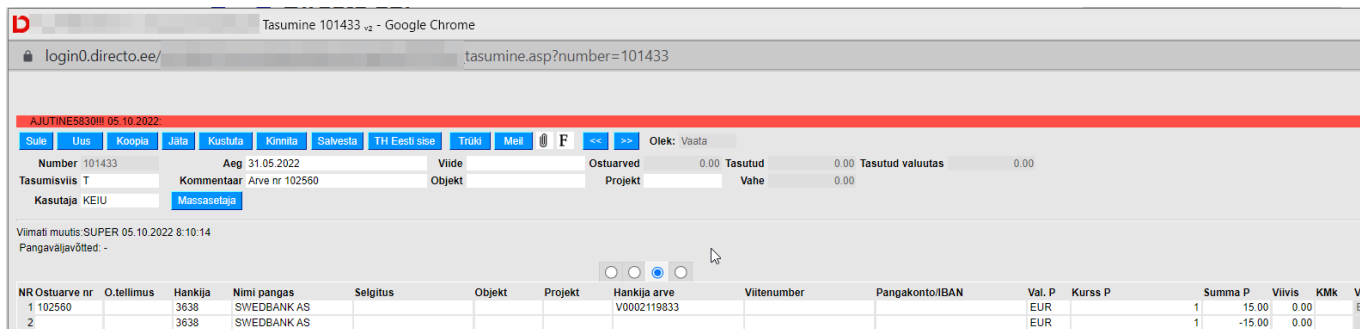 Tasumine 101433 v2 - Google Chrome
login0.directo.ee/ tasumine.asp?number=101433
AJUTINE5830!!! 05.10.2022:
Sule Uus Koopia Jäta Kustuta Kinnita Salvesta TH Eesti sise Trüki Meil F << >> Olek: Vaata
Number 101433 Aeg 31.05.2022 Viide Ostuarved 0.00 Tasutud 0.00 Tasutud valuutas 0.00
Tasumisviis T Kommentaar Arve nr 102560 Objekt Projekt Vahe 0.00
Kasutaja KEIU Massasetaja
Viimati muutis:SUPER 05.10.2022 8:10:14
Pangaväljavõtted: -
NR Ostuarve nr O.tellimus Hankija Nimi pangas Selgitus Objekt Projekt Hankija arve Viitenumber Pangakonto/IBAN Val. P Kurss P Summa P Viivis KMk
1 102560 3638 SWEDBANK AS V0002119833 EUR 1 15.00 0.00
2 3638 SWEDBANK AS EUR 1 -15.00 0.00